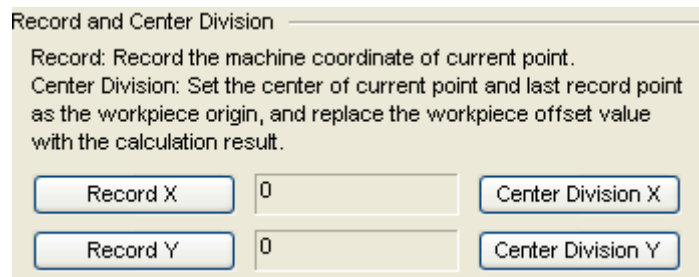 Record and Center Division
Record: Record the machine coordinate of current point.
Center Division: Set the center of current point and last record point
as the workpiece origin, and replace the workpiece offset value
with the calculation result.
Record X 0 Center Division X
Record Y 0 Center Division Y